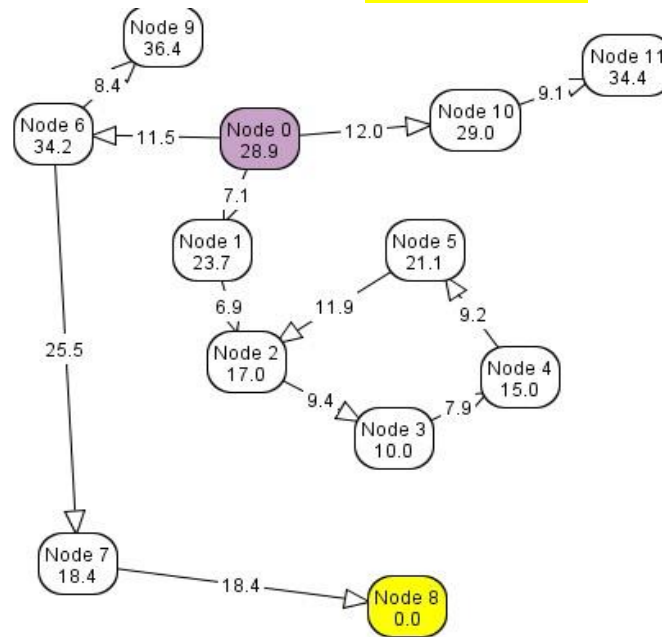 Node 9
36.4
Node 11
34.4
8.4
9.1
Node 10
29.0
Node 6
34.2
11.5
Node 0
28.9
12.0
7.1
Node 1
23.7
Node 5
21.1
6.9
11.9
9.2
25.5
Node 2
17.0
Node 4
15.0
9.4
7.9
Node 3
10.0
Node 7
18.4
18.4
Node 8
0.0